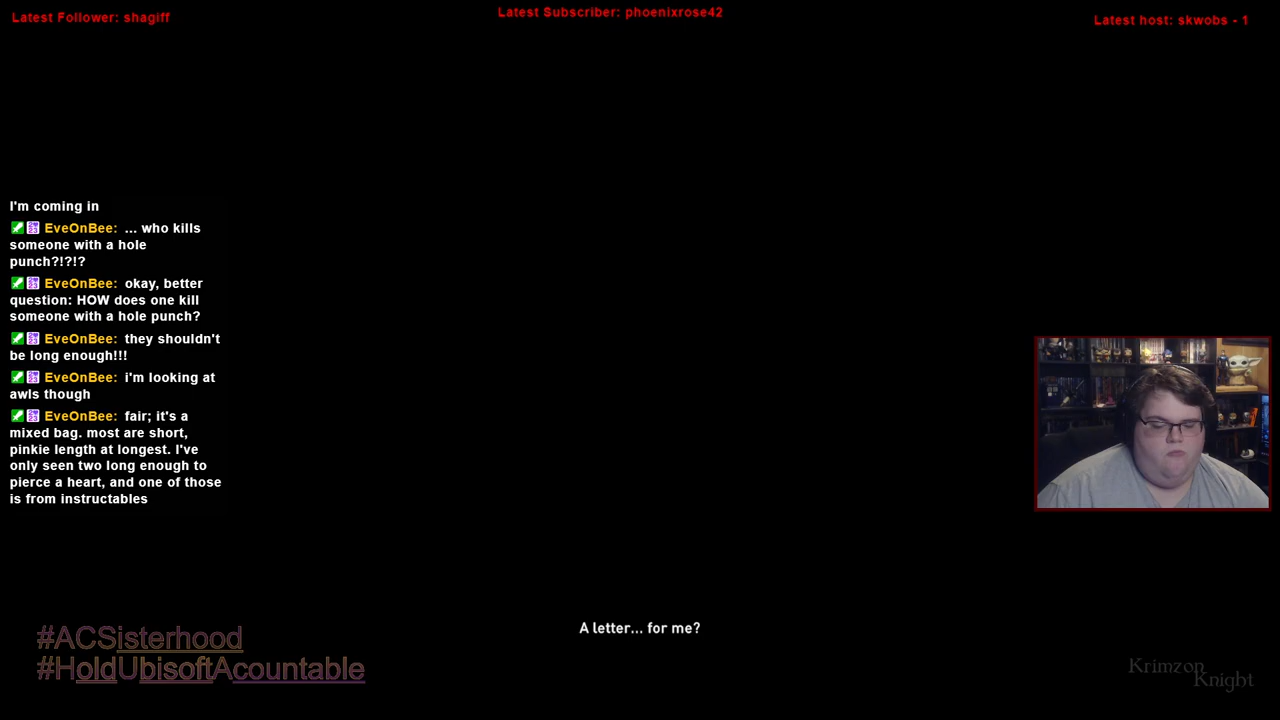 Latest Follower: shagiff
Latest Subscriber: phoenixrose42
Latest host: skwobs - 1
I'm coming in
EveOnBee: ... who kills
someone with a hole
punch?!?!?
EveOnBee: okay, better
question: HOW does one kill
someone with a hole punch?
EveOnBee: they shouldn't
be long enough!!!
EveOnBee: i'm looking at
awls though
EveOnBee: fair; it's a
mixed bag. most are short,
pinkie length at longest. I've
only seen two long enough to
pierce a heart, and one of those
is from instructables
A letter... for me?
#ACSisterhood
#HoldUbisoftAcountable
Krimzon
Knight